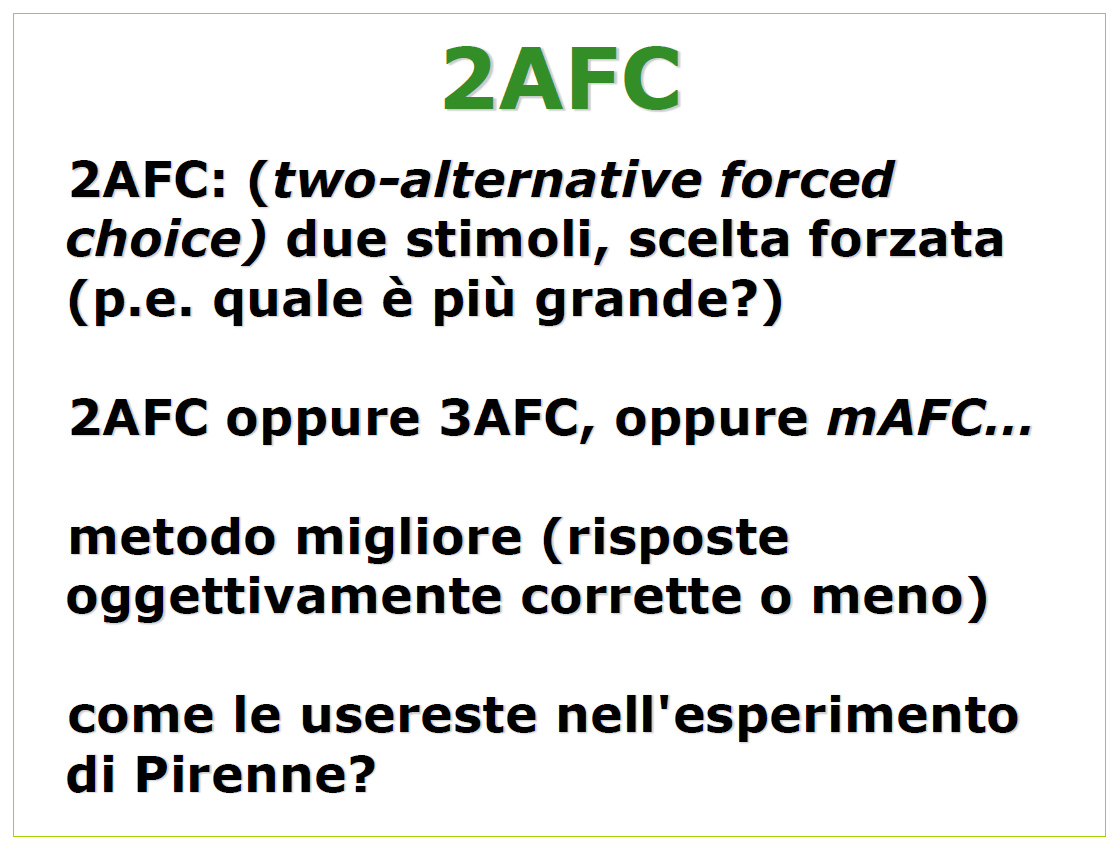 2AFC
2AFC: (two-alternative forced
choice) due stimoli, scelta forzata
(p.e. quale è più grande?)
2AFC oppure 3AFC, oppure mAFC…
metodo migliore (risposte
oggettivamente corrette o meno)
come le usereste nell'esperimento
di Pirenne?